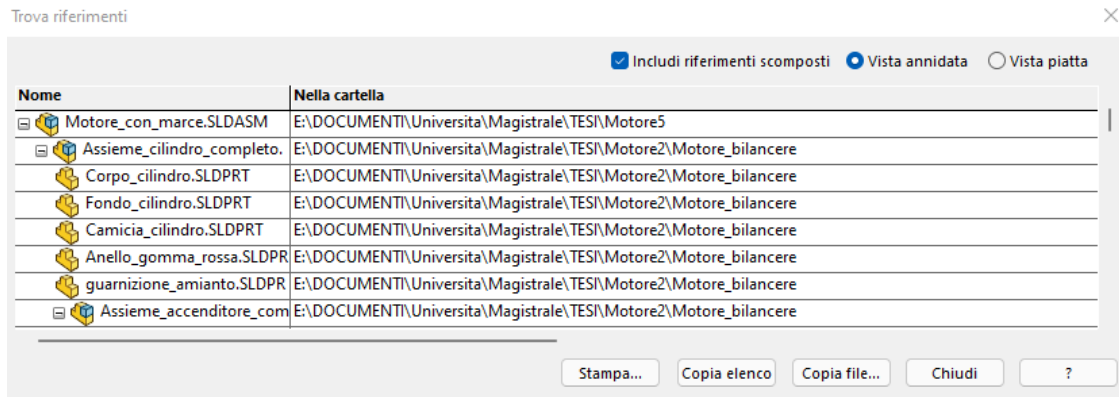 Trova riferimenti
Includi riferimenti scomposti Vista annidata Vista piatta
Nome Nella cartella
Motore_con_marce.SLDASM E:\DOCUMENTI\Universita\Magistrale\TESI\Motore5
Assieme_cilindro_completo. E:\DOCUMENTI\Universita\Magistrale\TESI\Motore2\Motore_bilancere
Corpo_cilindro.SLDPRT E:\DOCUMENTI\Universita\Magistrale\TESI\Motore2\Motore_bilancere
Fondo_cilindro.SLDPRT E:\DOCUMENTI\Universita\Magistrale\TESI\Motore2\Motore_bilancere
Camicia_cilindro.SLDPRT E:\DOCUMENTI\Universita\Magistrale\TESI\Motore2\Motore_bilancere
Anello_gomma_rossa.SLDPR E:\DOCUMENTI\Universita\Magistrale\TESI\Motore2\Motore_bilancere
guarnizione_amianto.SLDPR E:\DOCUMENTI\Universita\Magistrale\TESI\Motore2\Motore_bilancere
Assieme_accenditore_com E:\DOCUMENTI\Universita\Magistrale\TESI\Motore2\Motore_bilancere
Stampa... Copia elenco Copia file... Chiudi ?